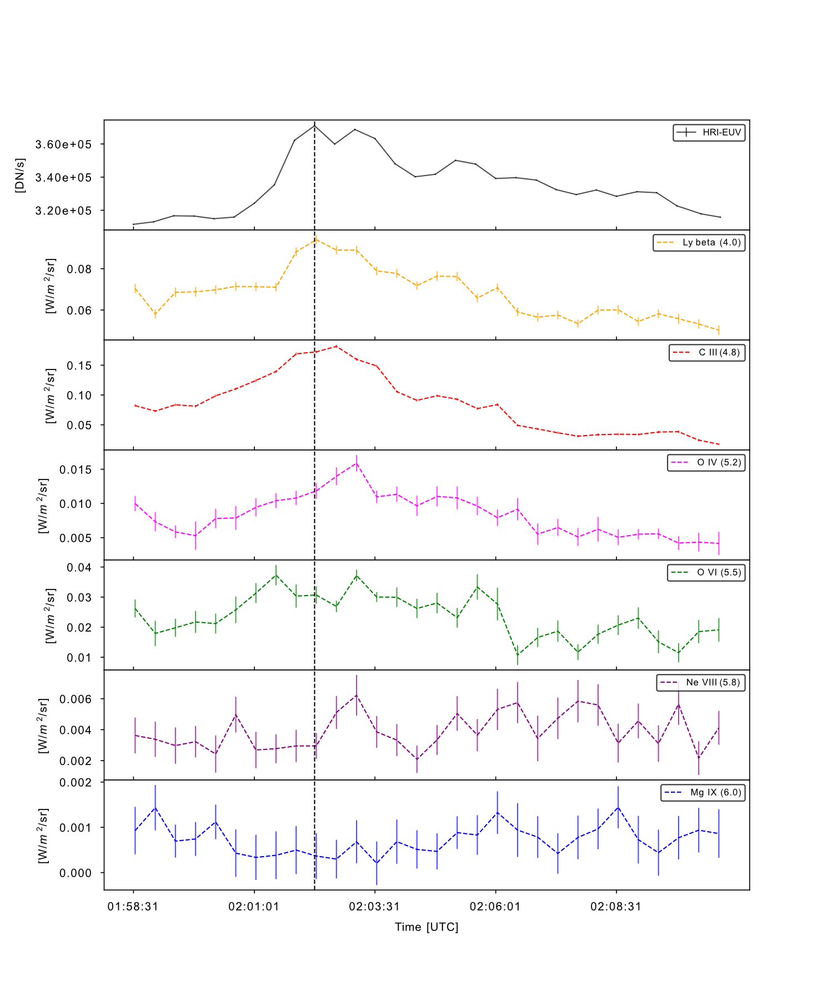 HRI-EUV
3.60e+05
3.40e+05
3.20e+05
[DN/s]
Ly beta (4.0)
0.08
0.06
[W/m²/sr]
C III (4.8)
0.15
0.10
0.05
[W/m²/sr]
O IV (5.2)
0.015
0.010
0.005
[W/m²/sr]
O VI (5.5)
0.04
0.03
0.02
0.01
[W/m²/sr]
Ne VIII (5.8)
0.006
0.004
0.002
[W/m²/sr]
Mg IX (6.0)
0.002
0.001
0.000
[W/m²/sr]
01:58:31 02:01:01 02:03:31 02:06:01 02:08:31
Time [UTC]